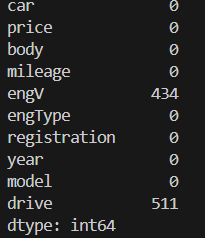 car 0
price 0
body 0
mileage 0
engV 434
engType 0
registration 0
year 0
model 0
drive 511
dtype: int64